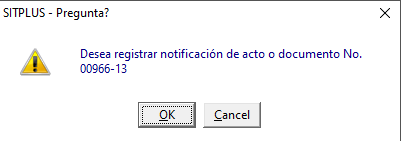 SITPLUS - Pregunta?
Desea registrar notificación de acto o documento No.
00966-13
OK
Cancel